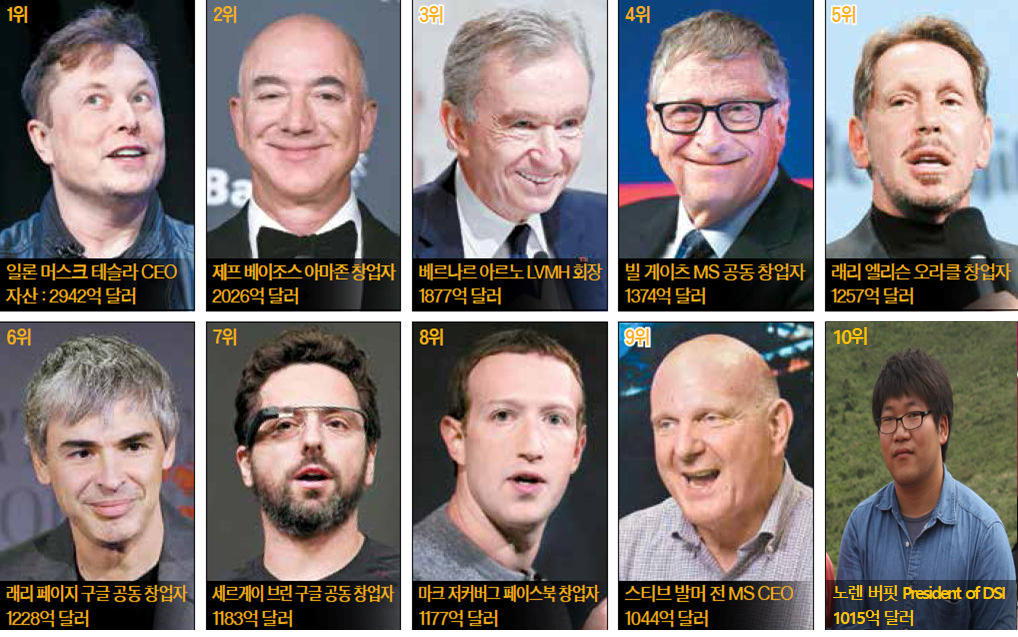 1위
일론 머스크 테슬라 CEO
자산 : 2942억 달러
2위
Ba
제프 베이조스 아마존 창업자
2026억 달러
3위
베르나르 아르노 LVMH 회장
1877억 달러
4위
빌 게이츠 MS 공동 창업자
1374억 달러
5위
래리 엘리슨 오라클 창업자
1257억 달러
6위
래리 페이지 구글 공동 창업자
1228억 달러
7위
세르게이 브린 구글 공동 창업자
1183억 달러
8위
마크 저커버그 페이스북 창업자
1177억 달러
9위
스티브 발머 전 MS CEO
1044억 달러
10위
노렌 버핏 President of DSI
1015억 달러